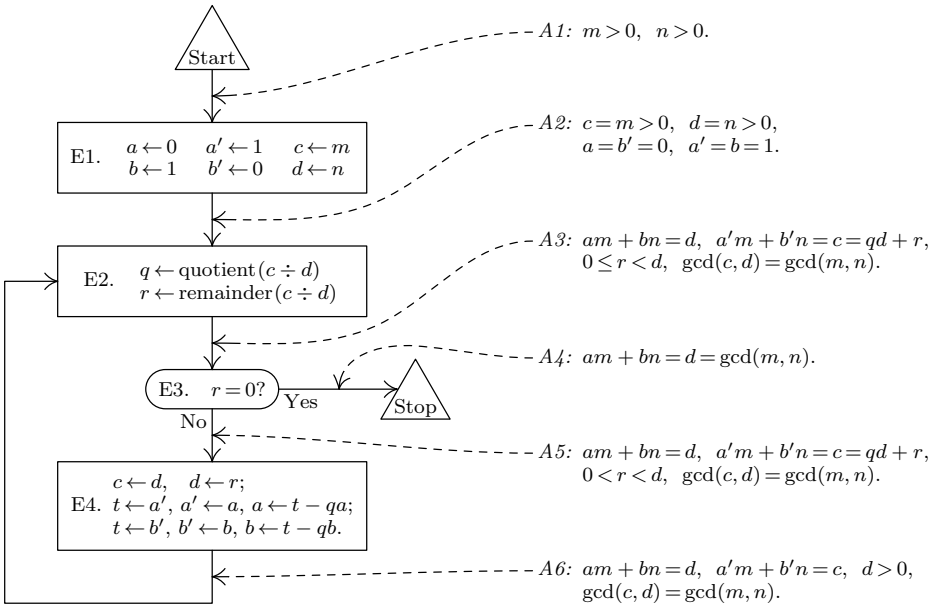 Start
A1: m > 0, n > 0.
E1. a ← 0 a′ ← 1 c ← m
b ← 1 b′ ← 0 d ← n
A2: c = m > 0, d = n > 0,
a = b′ = 0, a′ = b = 1.
E2. q ← quotient(c ÷ d)
r ← remainder(c ÷ d)
A3: am + bn = d, a′m + b′n = c = qd + r,
0 ≤ r < d, gcd(c, d) = gcd(m, n).
E3. r = 0?
Yes
Stop
No
A4: am + bn = d = gcd(m, n).
A5: am + bn = d, a′m + b′n = c = qd + r,
0 < r < d, gcd(c, d) = gcd(m, n).
c ← d, d ← r;
E4. t ← a′, a′ ← a, a ← t − qa;
t ← b′, b′ ← b, b ← t − qb.
A6: am + bn = d, a′m + b′n = c, d > 0,
gcd(c, d) = gcd(m, n).